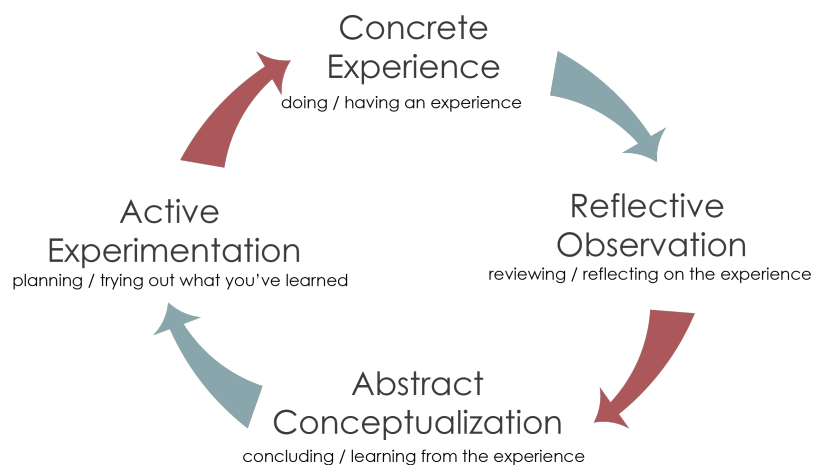 Concrete
Experience
doing / having an experience
Reflective
Observation
reviewing / reflecting on the experience
Abstract
Conceptualization
concluding / learning from the experience
Active
Experimentation
planning / trying out what you've learned